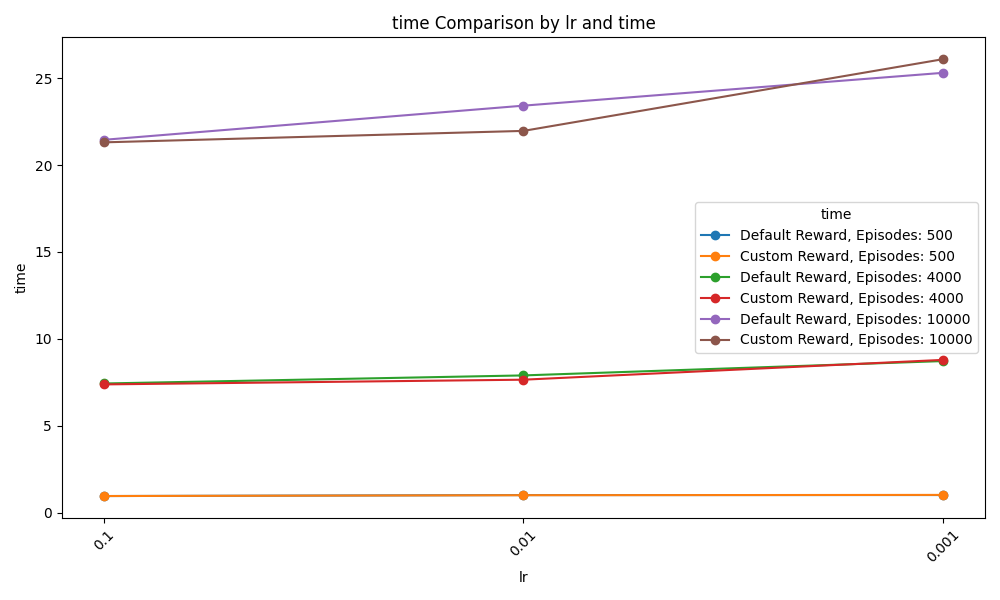 time Comparison by lr and time
time
25
20
15
10
5
0
time
Default Reward, Episodes: 500
Custom Reward, Episodes: 500
Default Reward, Episodes: 4000
Custom Reward, Episodes: 4000
Default Reward, Episodes: 10000
Custom Reward, Episodes: 10000
0.1
0.01
0.001
lr